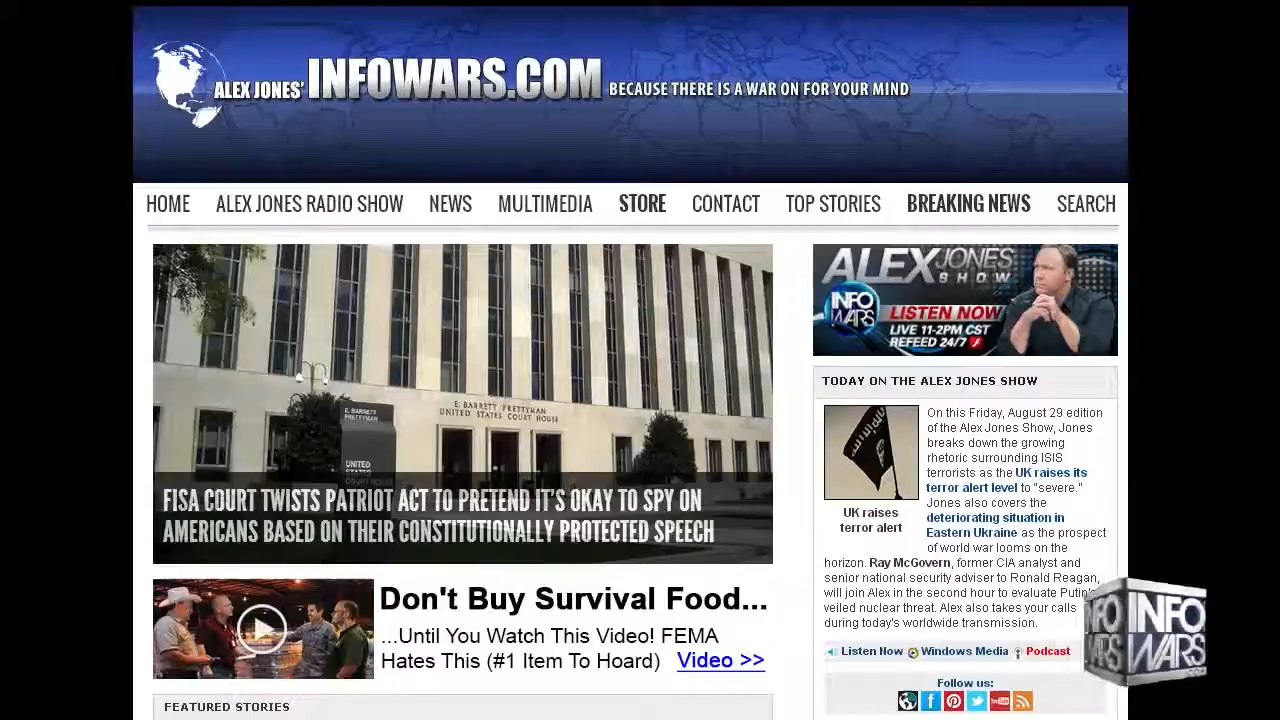 ALEX JONES' INFOWARS.COM BECAUSE THERE IS A WAR ON FOR YOUR MIND
HOME ALEX JONES RADIO SHOW NEWS MULTIMEDIA STORE CONTACT TOP STORIES BREAKING NEWS SEARCH
E. BARRETT PRETTYMAN
UNITED STATES COURT HOUSE
E. BARRETT
PRETTYMAN
UNITED
STATES
COURT HOUSE
FISA COURT TWISTS PATRIOT ACT TO PRETEND IT'S OKAY TO SPY ON
AMERICANS BASED ON THEIR CONSTITUTIONALLY PROTECTED SPEECH
Don't Buy Survival Food...
...Until You Watch This Video! FEMA
Hates This (#1 Item To Hoard) Video >>
FEATURED STORIES
ALEX JONES
SHOW
INFO
WARS
LISTEN NOW
LIVE 11-2PM CST
REFEED 24/7
TODAY ON THE ALEX JONES SHOW
UK raises
terror alert
On this Friday, August 29 edition
of the Alex Jones Show, Jones
breaks down the growing
rhetoric surrounding ISIS
terrorists as the UK raises its
terror alert level to "severe."
Jones also covers the
deteriorating situation in
Eastern Ukraine as the prospect
of world war looms on the
horizon. Ray McGovern, former CIA analyst and
senior national security adviser to Ronald Reagan,
will join Alex in the second hour to evaluate Putin's
veiled nuclear threat. Alex also takes your calls
during today's worldwide transmission.
Listen Now Windows Media Podcast
Follow us:
INFO
WARS
INFO
WARS
.COM